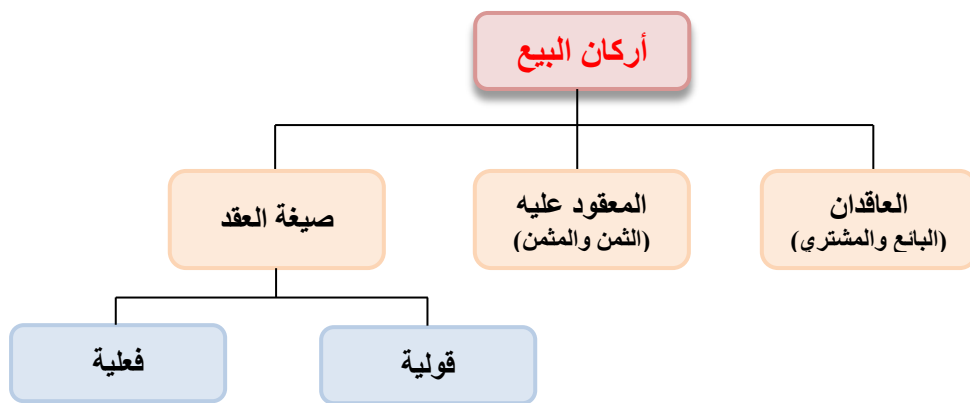 أركان البيع
العاقدان
(البائع والمشتري)
المعقود عليه
(الثمن والمثمن)
صيغة العقد
قولية
فعلية